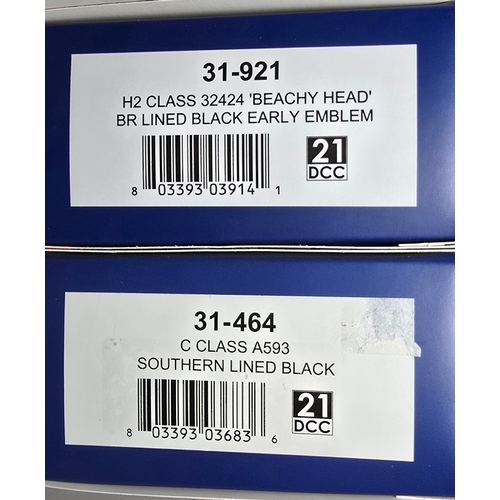 31-921
H2 CLASS 32424 'BEACHY HEAD'
BR LINED BLACK EARLY EMBLEM
21
DCC
8 03393 03914 1
31-464
C CLASS A593
SOUTHERN LINED BLACK
21
DCC
8 03393 03683 6